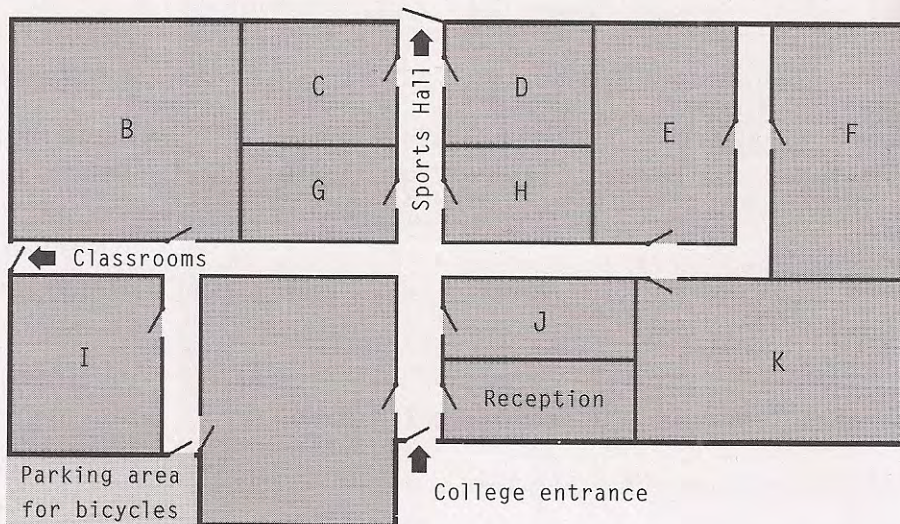 B
C
Sports Hall
D
E
F
G
H
Classrooms
I
J
K
Reception
Parking area
for bicycles
College entrance